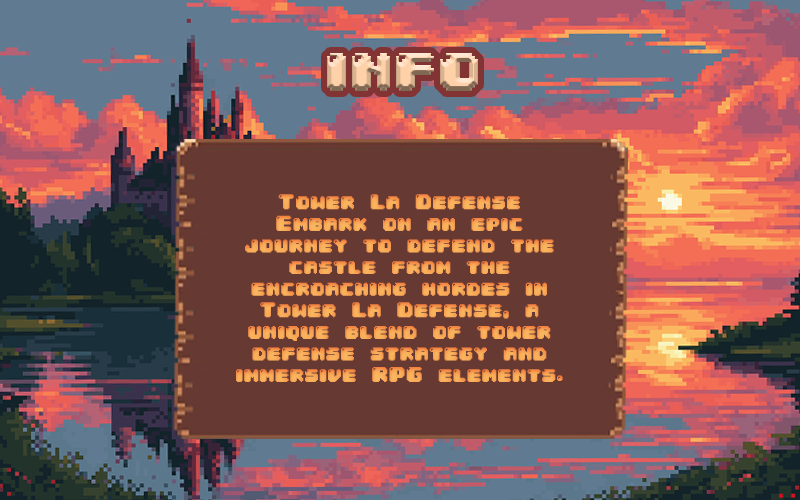 INFO
Tower La Defense
Embark on an epic
journey to defend the
castle from the
encroaching hordes in
Tower La Defense, a
unique blend of tower
defense strategy and
immersive RPG elements.